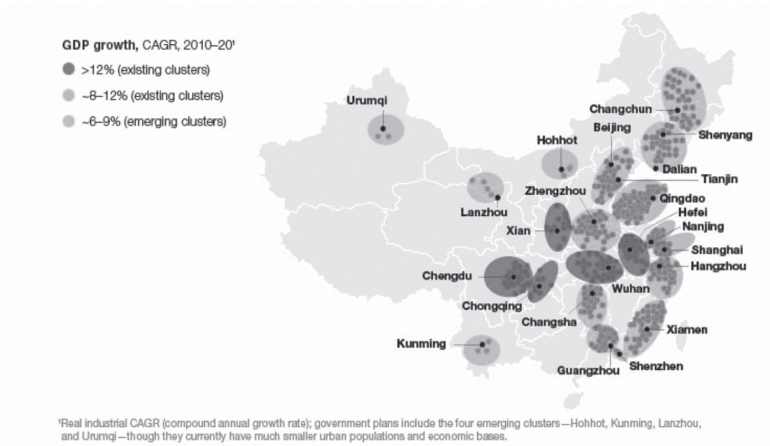 GDP growth, CAGR, 2010–20¹
>12% (existing clusters)
~8–12% (existing clusters)
~6–9% (emerging clusters)
Urumqi
Changchun
Beijing
Shenyang
Hohhot
Dalian
Tianjin
Zhengzhou
Qingdao
Lanzhou
Hefei
Nanjing
Xian
Shanghai
Hangzhou
Chengdu
Wuhan
Chongqing
Changsha
Xiamen
Kunming
Guangzhou
Shenzhen
¹Real industrial CAGR (compound annual growth rate); government plans include the four emerging clusters—Hohhot, Kunming, Lanzhou,
and Urumqi—though they currently have much smaller urban populations and economic bases.